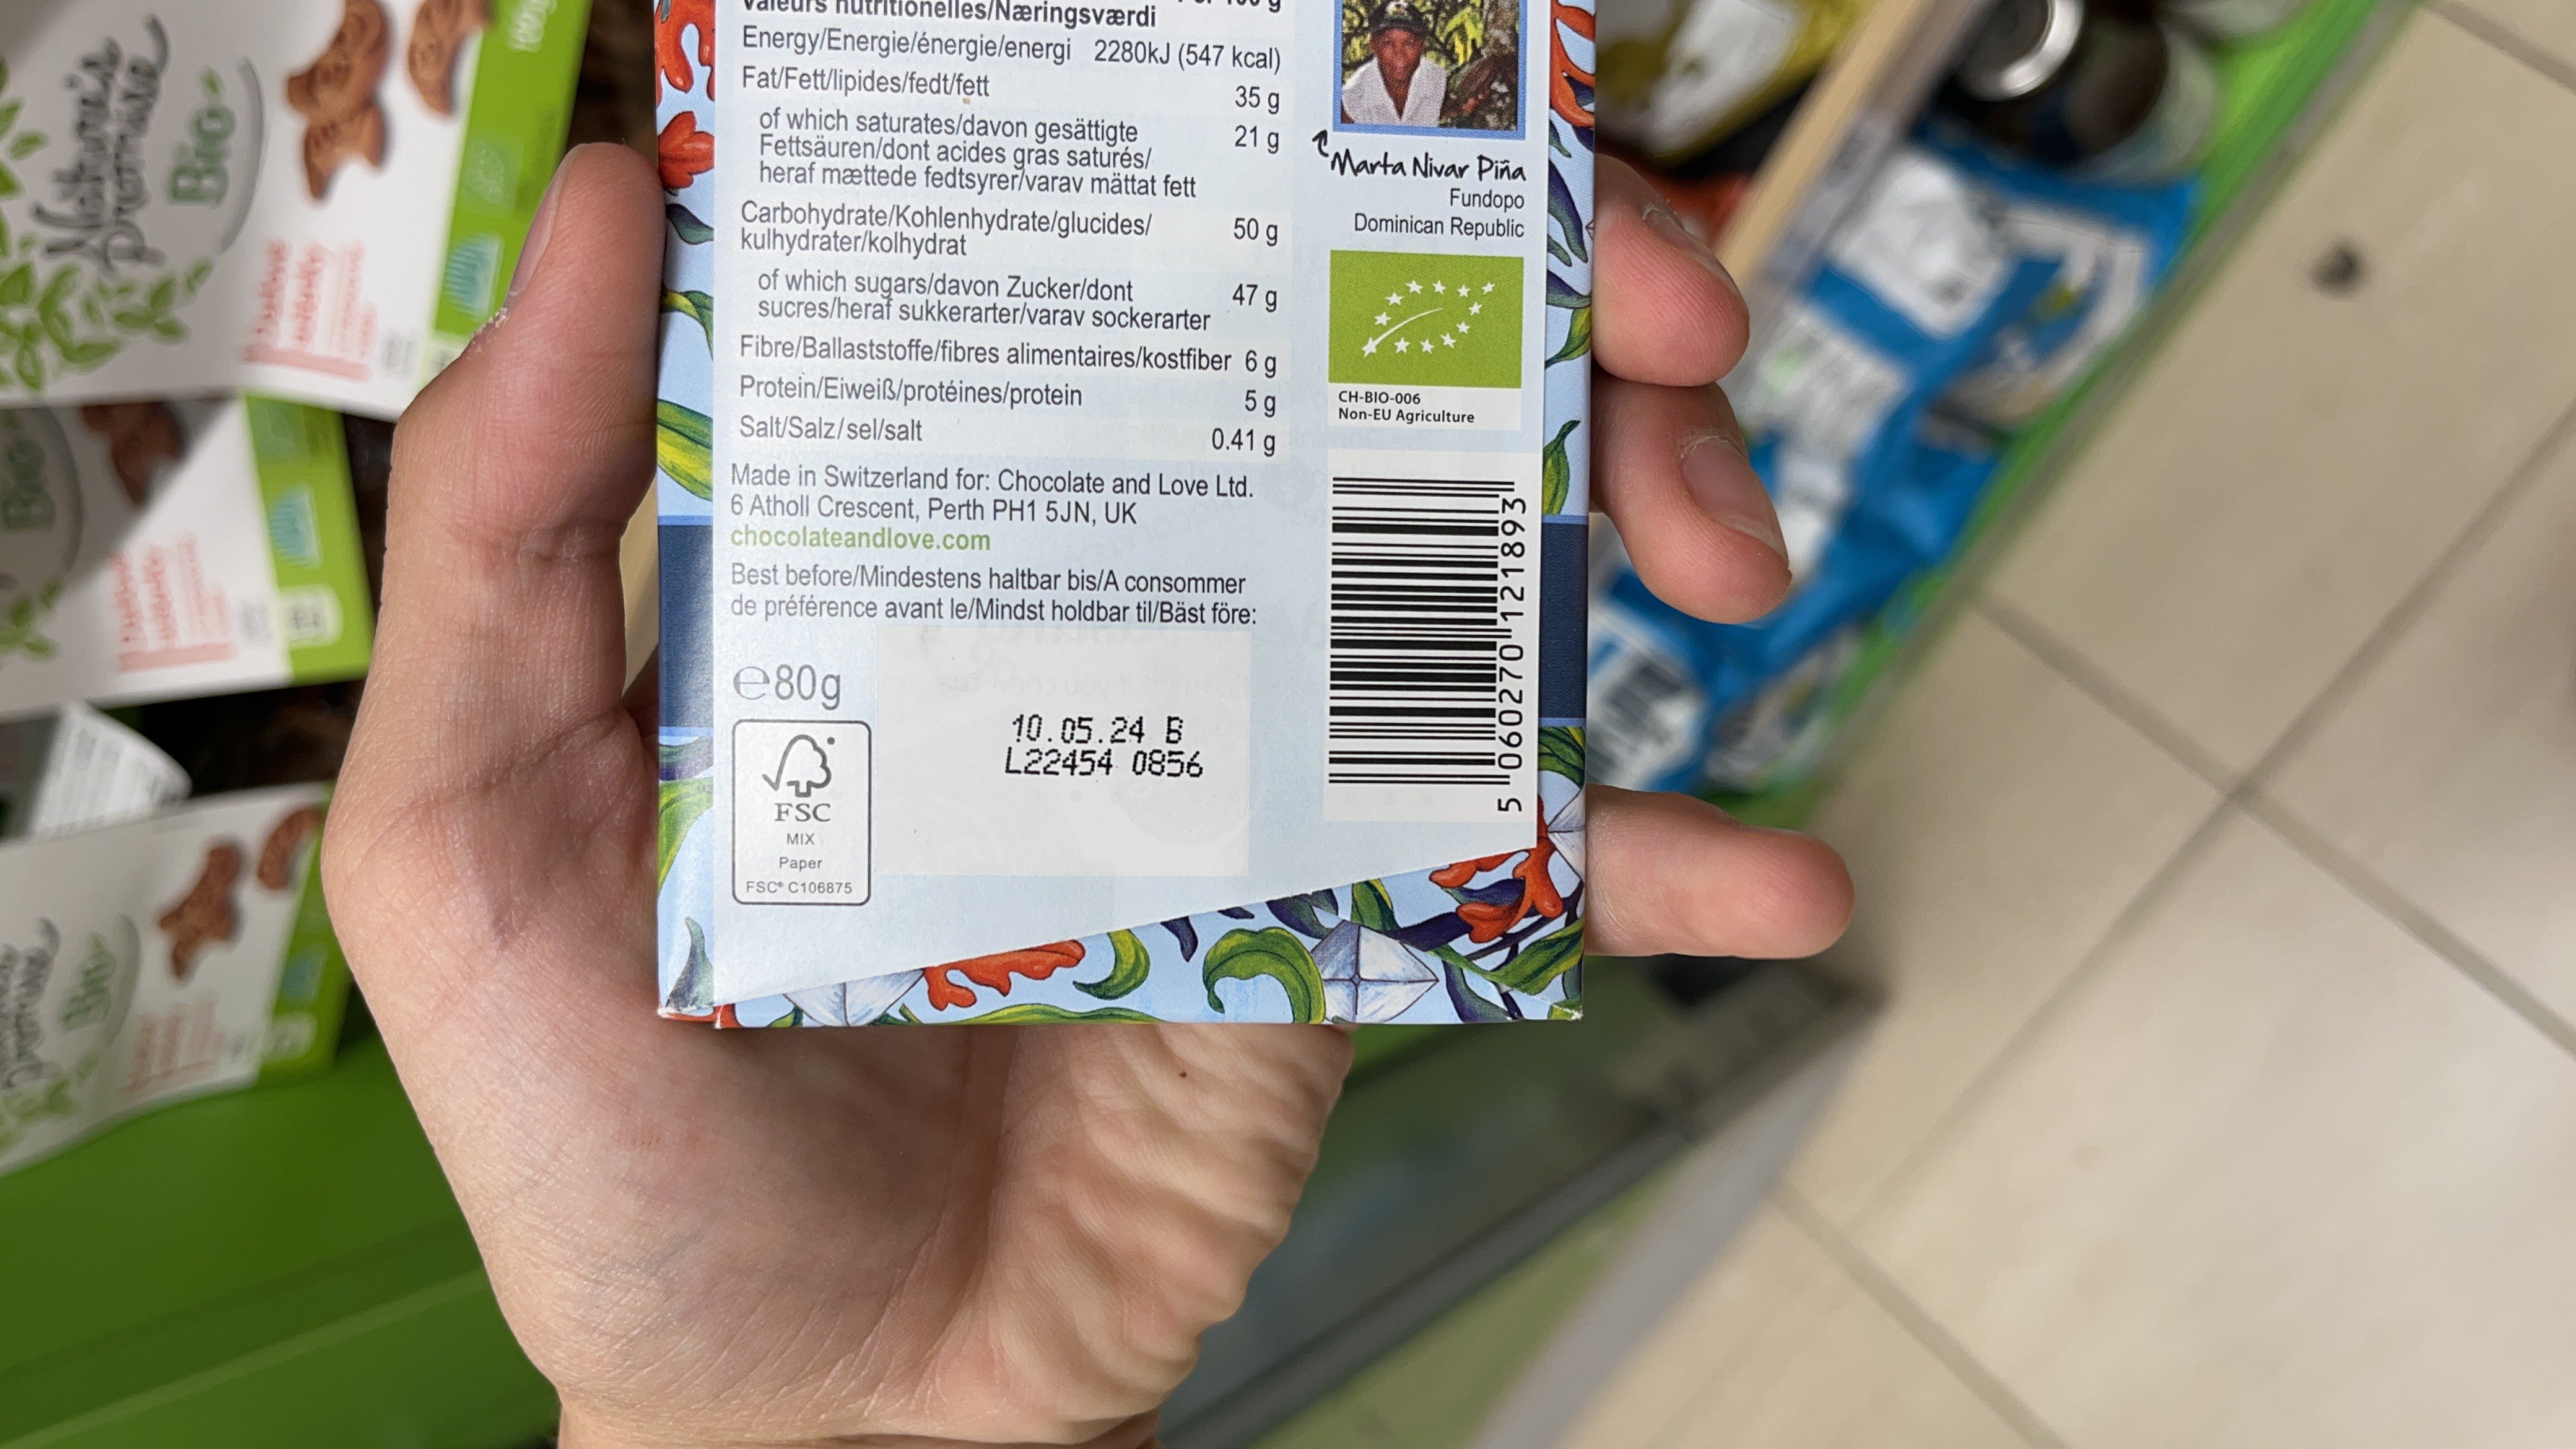 Valeurs nutritionelles/Næringsværdi
Energy/Energie/énergie/energi 2280kJ (547 kcal)
Fat/Fett/lipides/fedt/fett 35 g
of which saturates/davon gesättigte 21 g
Fettsäuren/dont acides gras saturés/
heraf mættede fedtsyrer/varav mättat fett
Carbohydrate/Kohlenhydrate/glucides/ 50 g
kulhydrater/kolhydrat
of which sugars/davon Zucker/dont 47 g
sucres/heraf sukkerarter/varav sockerarter
Fibre/Ballaststoffe/fibres alimentaires/kostfiber 6 g
Protein/Eiweiß/protéines/protein 5 g
Salt/Salz/sel/salt 0.41 g
Made in Switzerland for: Chocolate and Love Ltd.
6 Atholl Crescent, Perth PH1 5JN, UK
chocolateandlove.com
Best before/Mindestens haltbar bis/A consommer
de préférence avant le/Mindst holdbar til/Bäst före:
e80g
10.05.24 B
L22454 0856
FSC
MIX
Paper
FSC® C106875
Marta Nivar Piña
Fundopo
Dominican Republic
CH-BIO-006
Non-EU Agriculture
5 060270 121893
Nature's
Promise
Bio
Bio
Bio